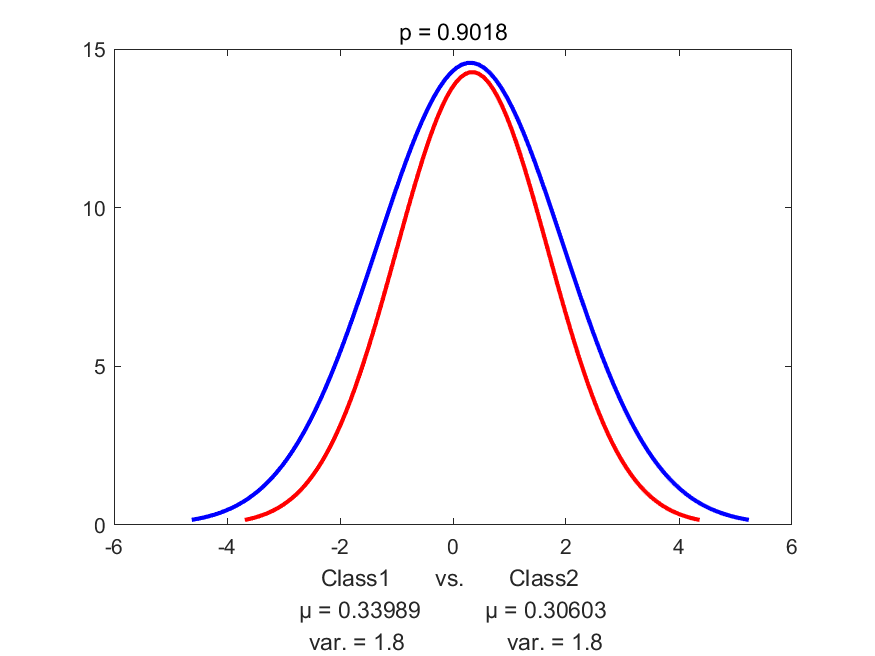 p = 0.9018
15
10
5
0
-6 -4 -2 0 2 4 6
Class1 vs. Class2
μ = 0.33989 μ = 0.30603
var. = 1.8 var. = 1.8